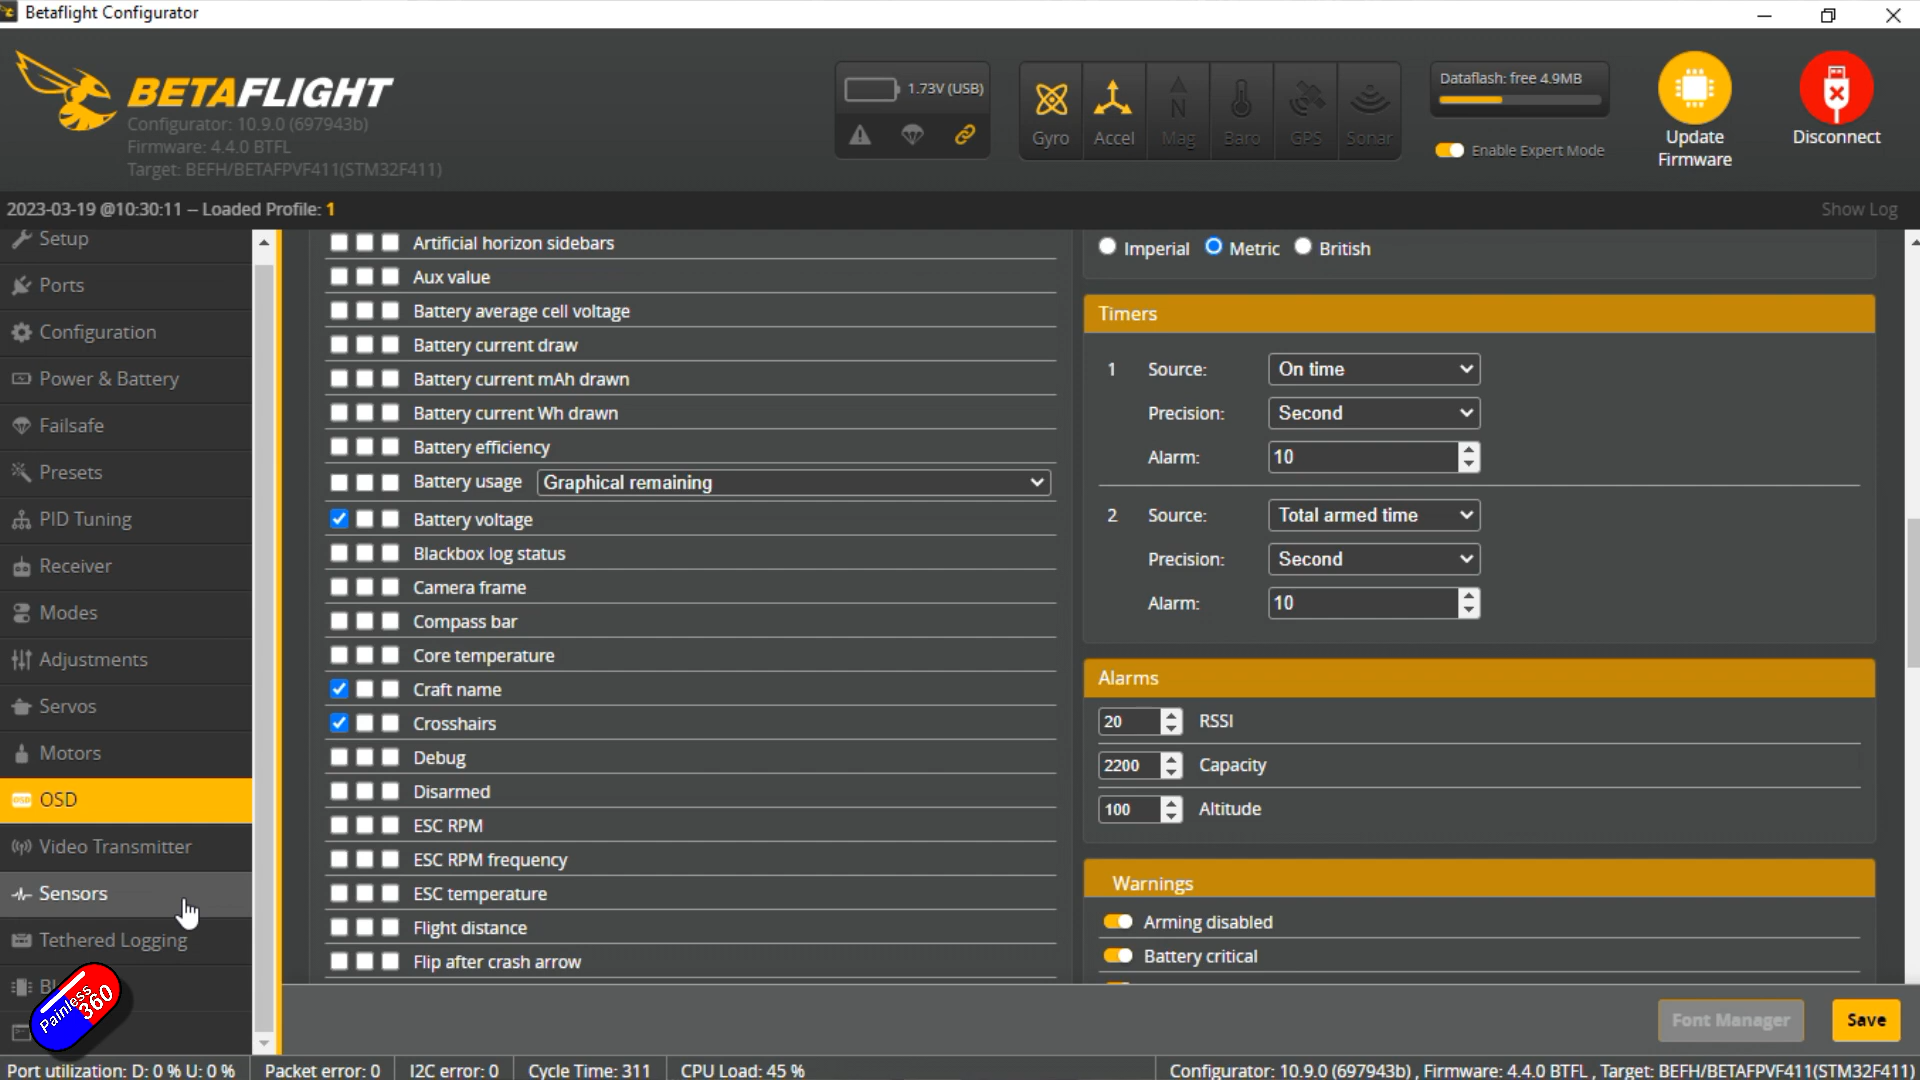 Betaflight Configurator
BETAFLIGHT
Configurator: 10.9.0 (697943b)
Firmware: 4.4.0 BTFL
Target: BEFH/BETAFPVF411(STM32F411)
1.73V (USB)
Gyro
Accel
Mag
Baro
GPS
Sonar
Dataflash: free 4.9MB
Enable Expert Mode
Update
Firmware
Disconnect
2023-03-19 @10:30:11 -- Loaded Profile: 1
Show Log
Setup
Ports
Configuration
Power & Battery
Failsafe
Presets
PID Tuning
Receiver
Modes
Adjustments
Servos
Motors
OSD
Video Transmitter
Sensors
Tethered Logging
Painless
360
Artificial horizon sidebars
Aux value
Battery average cell voltage
Battery current draw
Battery current mAh drawn
Battery current Wh drawn
Battery efficiency
Battery usage Graphical remaining
Battery voltage
Blackbox log status
Camera frame
Compass bar
Core temperature
Craft name
Crosshairs
Debug
Disarmed
ESC RPM
ESC RPM frequency
ESC temperature
Flight distance
Flip after crash arrow
Imperial Metric British
Timers
1 Source: On time
Precision: Second
Alarm: 10
2 Source: Total armed time
Precision: Second
Alarm: 10
Alarms
20 RSSI
2200 Capacity
100 Altitude
Warnings
Arming disabled
Battery critical
Font Manager
Save
Port utilization: D: 0 % U: 0 %
Packet error: 0
I2C error: 0
Cycle Time: 311
CPU Load: 45 %
Configurator: 10.9.0 (697943b) , Firmware: 4.4.0 BTFL , Target: BEFH/BETAFPVF411(STM32F411)